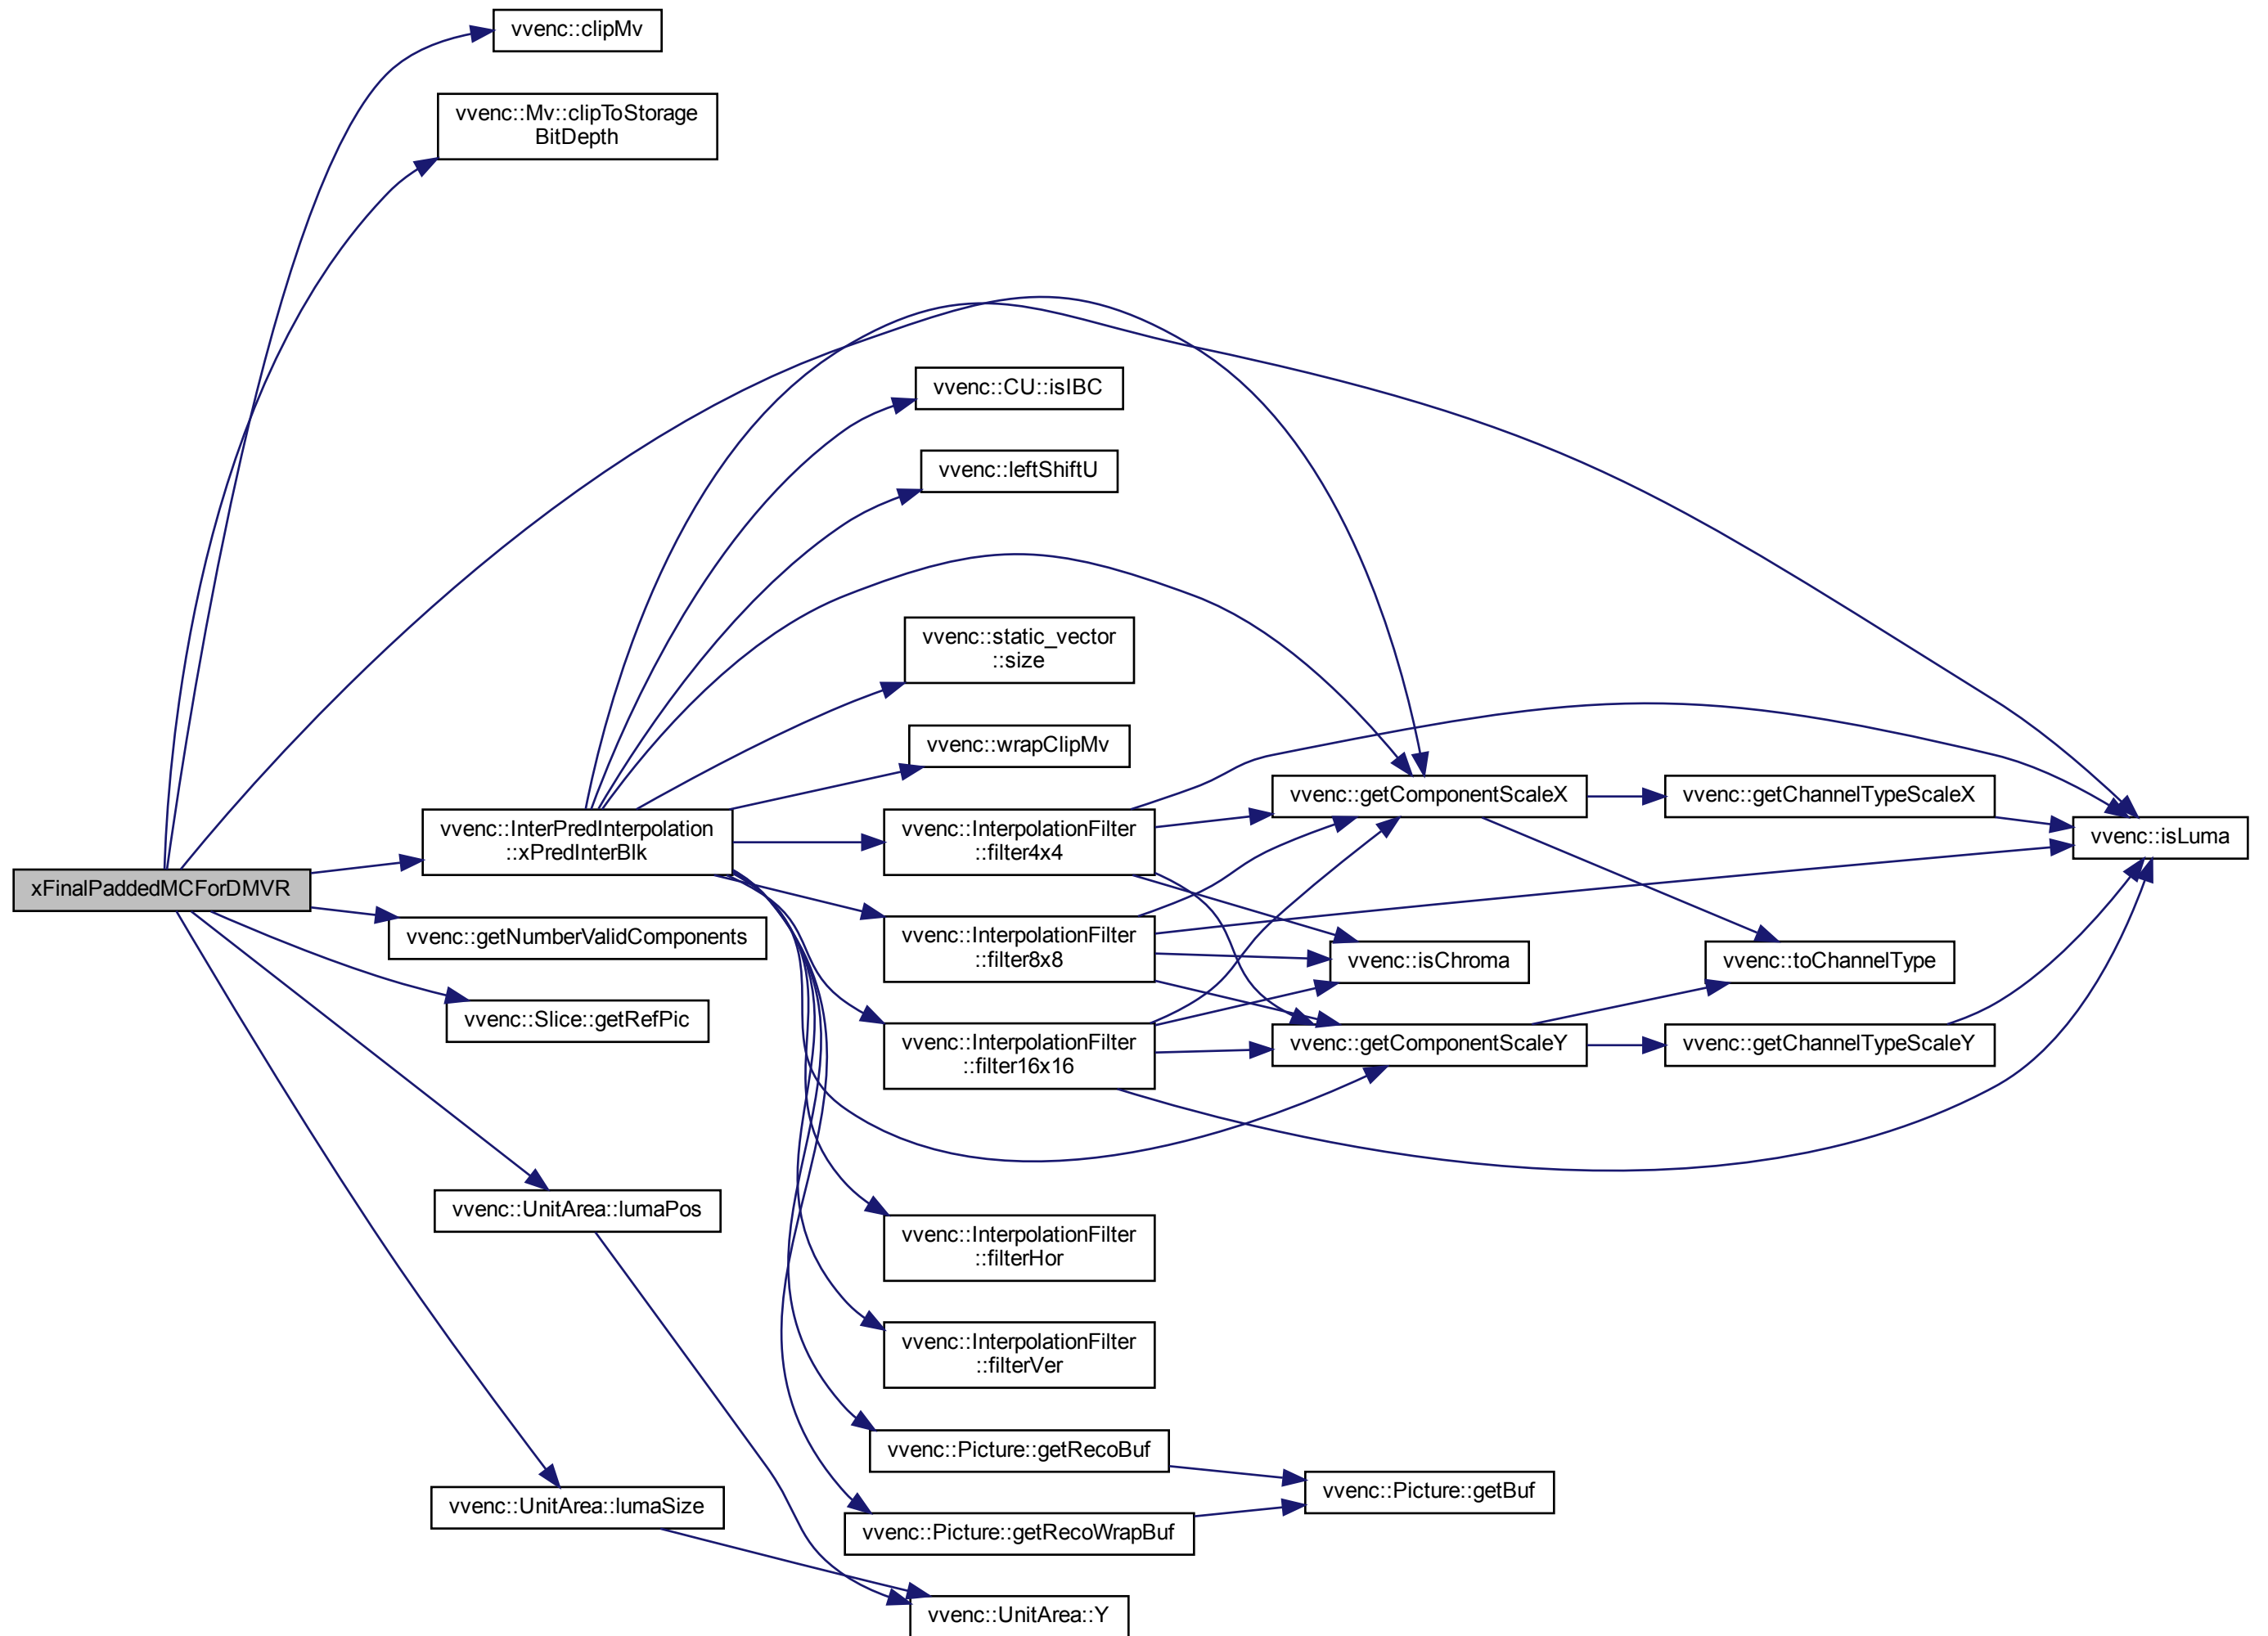 vvenc::clipMv
vvenc::Mv::clipToStorage
BitDepth
vvenc::CU::isIBC
vvenc::leftShiftU
vvenc::static_vector
::size
vvenc::wrapClipMv
vvenc::getComponentScaleX
vvenc::getChannelTypeScaleX
vvenc::InterPredInterpolation
::xPredInterBlk
vvenc::InterpolationFilter
::filter4x4
vvenc::isLuma
xFinalPaddedMCForDMVR
vvenc::getNumberValidComponents
vvenc::InterpolationFilter
::filter8x8
vvenc::isChroma
vvenc::toChannelType
vvenc::Slice::getRefPic
vvenc::InterpolationFilter
::filter16x16
vvenc::getComponentScaleY
vvenc::getChannelTypeScaleY
vvenc::UnitArea::lumaPos
vvenc::InterpolationFilter
::filterHor
vvenc::InterpolationFilter
::filterVer
vvenc::Picture::getRecoBuf
vvenc::Picture::getBuf
vvenc::UnitArea::lumaSize
vvenc::Picture::getRecoWrapBuf
vvenc::UnitArea::Y